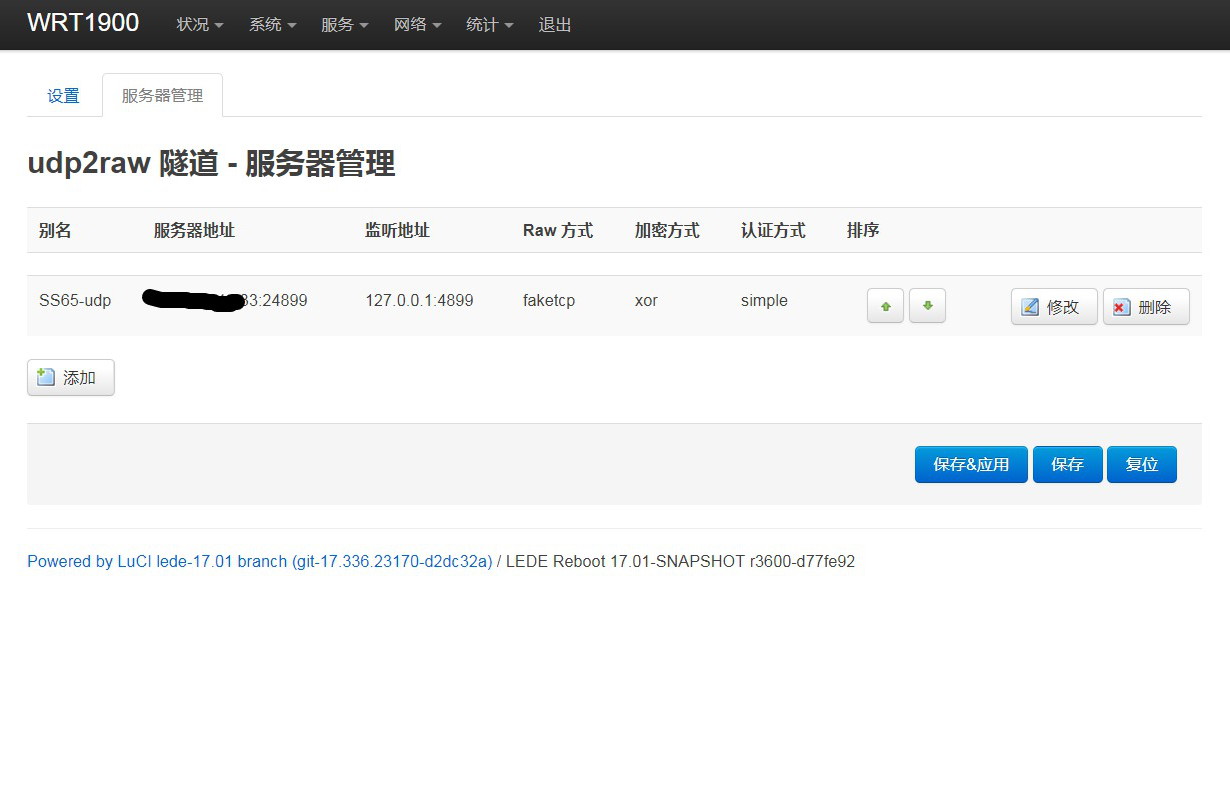 WRT1900 状况 系统 服务 网络 统计 退出
设置 服务器管理
udp2raw 隧道 - 服务器管理
别名 服务器地址 监听地址 Raw 方式 加密方式 认证方式 排序
SS65-udp 33:24899 127.0.0.1:4899 faketcp xor simple 修改 删除
添加
保存&应用 保存 复位
Powered by LuCI lede-17.01 branch (git-17.336.23170-d2dc32a) / LEDE Reboot 17.01-SNAPSHOT r3600-d77fe92